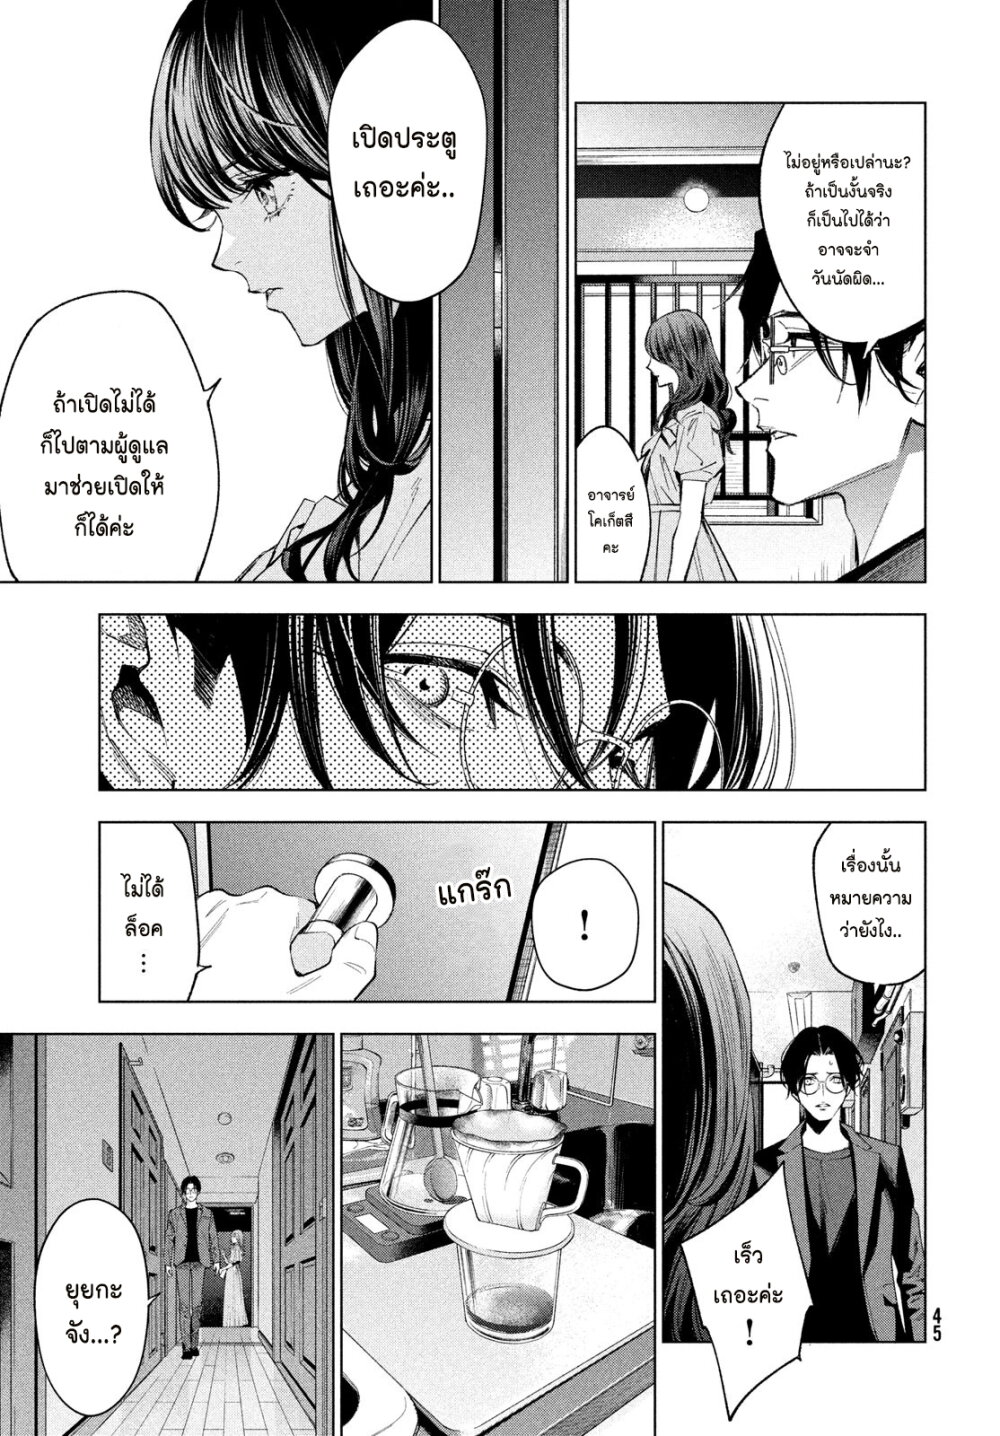 ไม่อยู่หรือเปล่านะ?
ถ้าเป็นงั้นจริง
ก็เป็นไปได้ว่า
อาจจะจำ
วันนัดผิด...
อาจารย์
โคเก็ตสึ
คะ
เปิดประตู
เถอะค่ะ..
ถ้าเปิดไม่ได้
ก็ไปตามผู้ดูแล
มาช่วยเปิดให้
ก็ได้ค่ะ
เรื่องนั้น
หมายความ
ว่ายังไง..
เร็ว
เถอะค่ะ
!
!
แกร๊ก
ไม่ได้
ล็อค
...
ยุยกะ
จัง...?
45